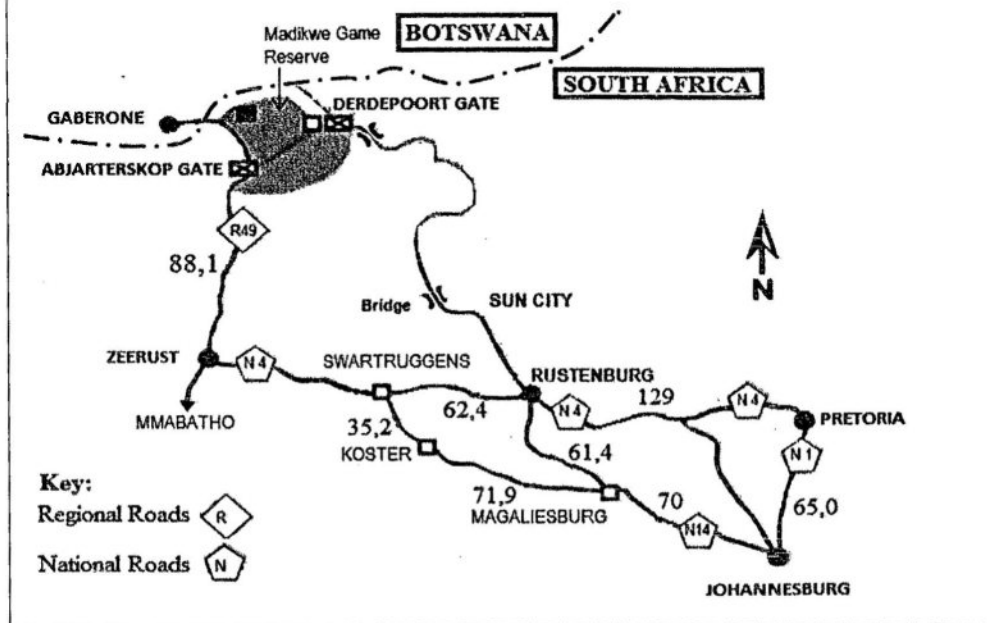 Madikwe Game
Reserve
BOTSWANA
SOUTH AFRICA
GABERONE
DERDEPOORT GATE
ABJARTERSKOP GATE
R49
88,1
N
Bridge
SUN CITY
ZEERUST
N 4
SWARTRUGGENS
RUSTENBURG
MMABATHO
62,4
N 4
129
N 4
PRETORIA
35,2
KOSTER
61,4
N 1
71,9
MAGALIESBURG
70
65,0
N14
JOHANNESBURG
Key:
Regional Roads R
National Roads N